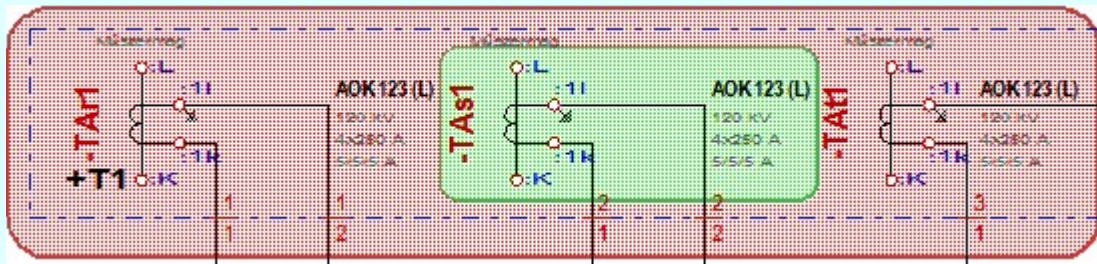 :L
:1l
-TAr1
AOK123 (L)
120 kV
4x250 A
5/5/5 A
:1k
+T1
:K
1
1
1
2
:L
:1l
-TAs1
AOK123 (L)
120 kV
4x250 A
5/5/5 A
:1k
:K
2
1
2
2
:L
:1l
-TAt1
AOK123 (L)
120 kV
4x250 A
5/5/5 A
:1k
:K
3
1